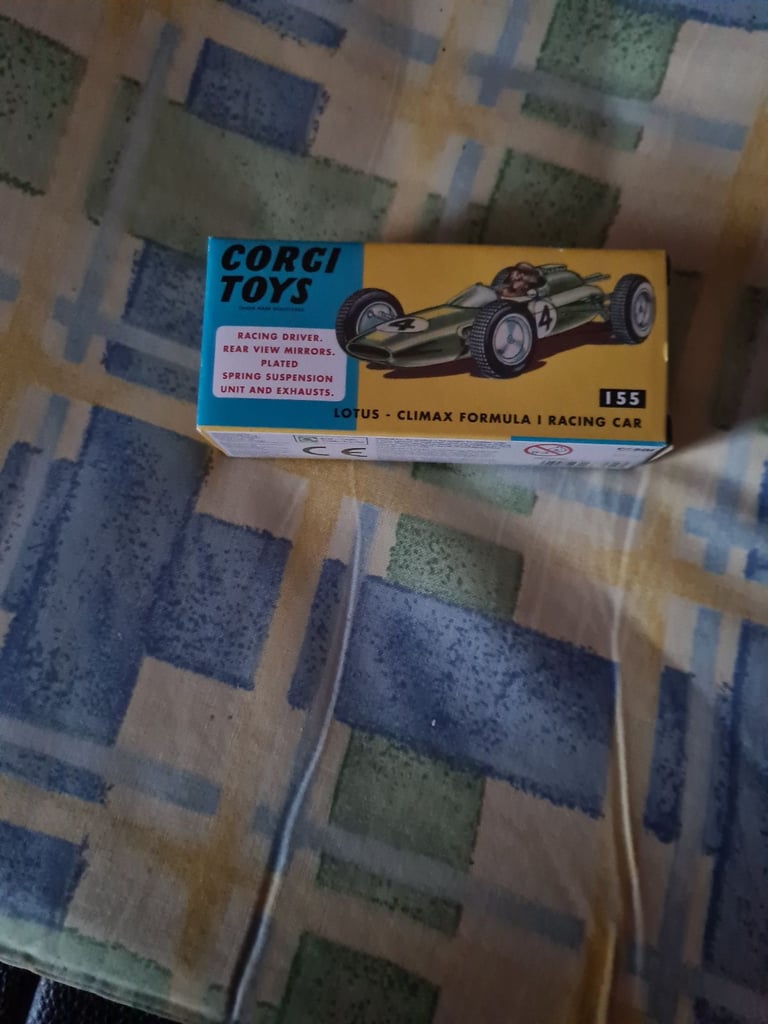 CORGI
TOYS
RACING DRIVER.
REAR VIEW MIRRORS.
PLATED
SPRING SUSPENSION
UNIT AND EXHAUSTS.
4
4
155
LOTUS - CLIMAX FORMULA 1 RACING CAR
CE